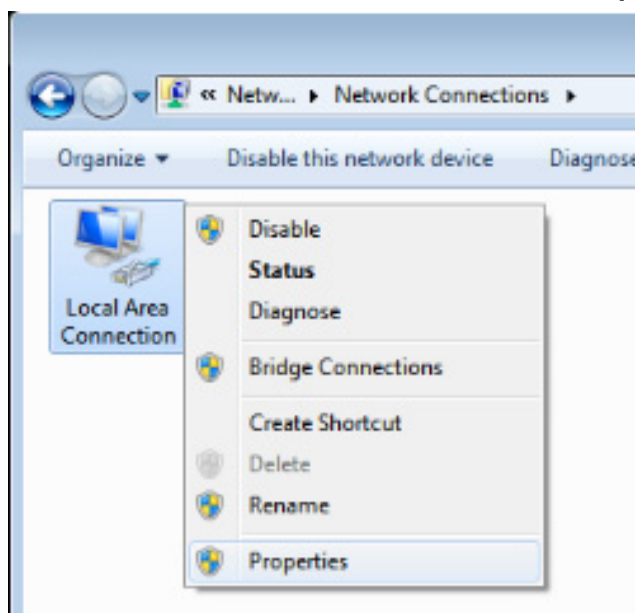 « Netw... ▸ Network Connections ▸
Organize ▾ Disable this network device Diagnose
Local Area
Connection
Disable
Status
Diagnose
Bridge Connections
Create Shortcut
Delete
Rename
Properties